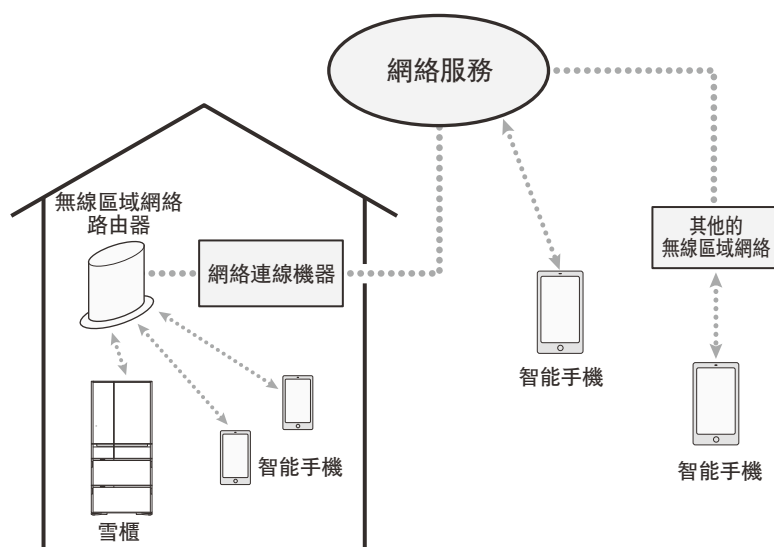 網絡服務
無線區域網絡
路由器
網絡連線機器
其他的
無線區域網絡
智能手機
智能手機
智能手機
雪櫃